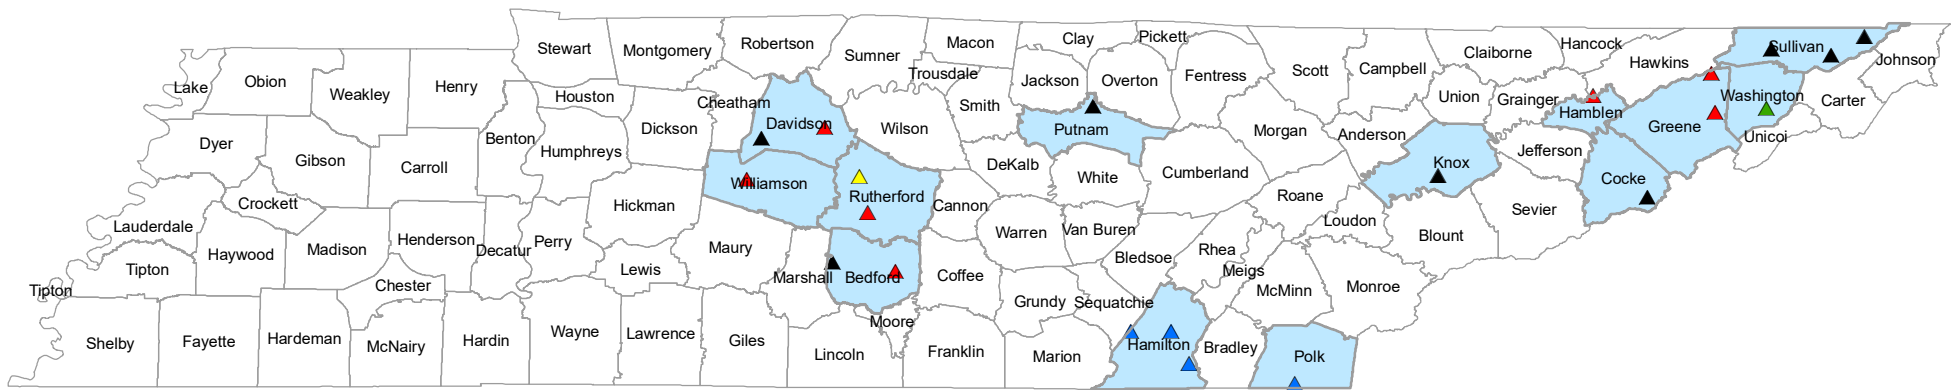 Stewart
Montgomery
Robertson
Sumner
Macon
Clay
Pickett
Trousdale
Jackson
Overton
Fentress
Scott
Campbell
Claiborne
Hancock
Hawkins
Sullivan
Johnson
Lake
Obion
Weakley
Henry
Houston
Cheatham
Smith
Union
Grainger
Hamblen
Washington
Carter
Dickson
Davidson
Wilson
Putnam
Morgan
Anderson
Greene
Unicoi
Dyer
Gibson
Carroll
Benton
Humphreys
Williamson
DeKalb
White
Cumberland
Knox
Jefferson
Cocke
Crockett
Hickman
Rutherford
Cannon
Roane
Sevier
Lauderdale
Haywood
Madison
Henderson
Decatur
Perry
Maury
Warren
Van Buren
Rhea
Loudon
Blount
Tipton
Lewis
Marshall
Bedford
Coffee
Bledsoe
Meigs
McMinn
Monroe
Tipton
Chester
Grundy
Sequatchie
Shelby
Fayette
Hardeman
McNairy
Hardin
Wayne
Lawrence
Giles
Moore
Lincoln
Franklin
Marion
Hamilton
Bradley
Polk